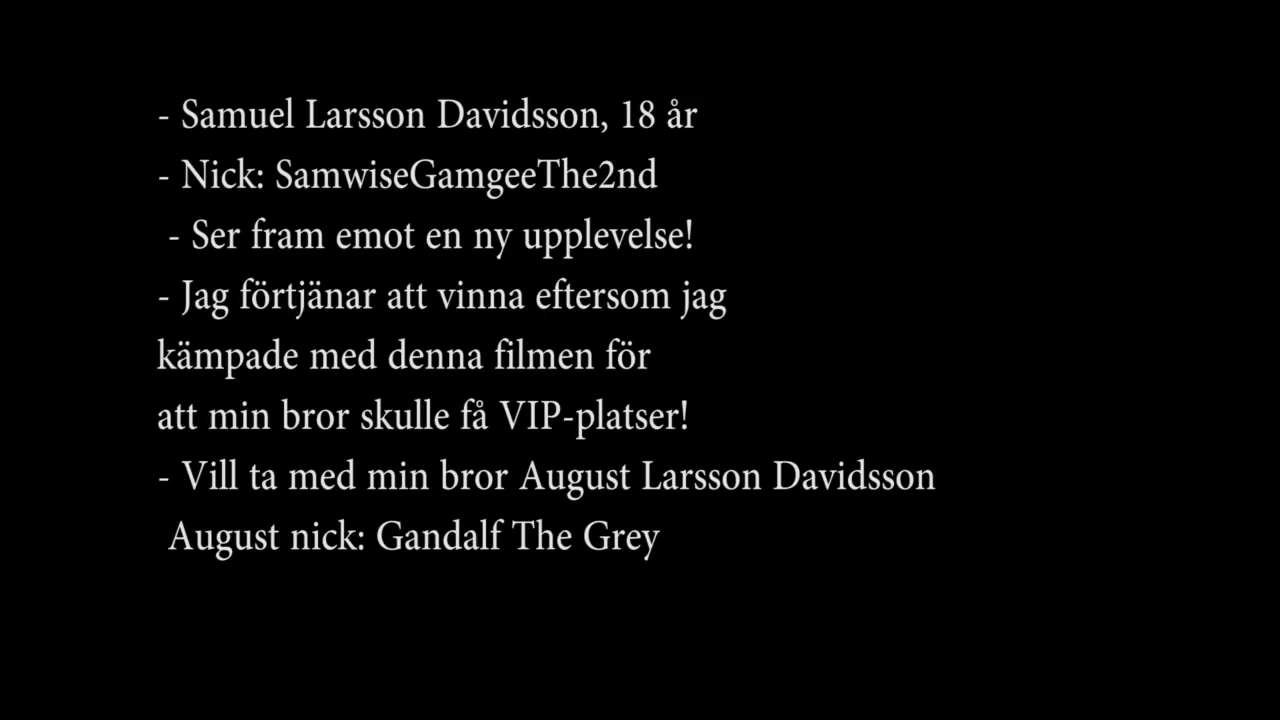 - Samuel Larsson Davidsson, 18 år
- Nick: SamwiseGamgeeThe2nd
- Ser fram emot en ny upplevelse!
- Jag förtjänar att vinna eftersom jag
kämpade med denna filmen för
att min bror skulle få VIP-platser!
- Vill ta med min bror August Larsson Davidsson
August nick: Gandalf The Grey